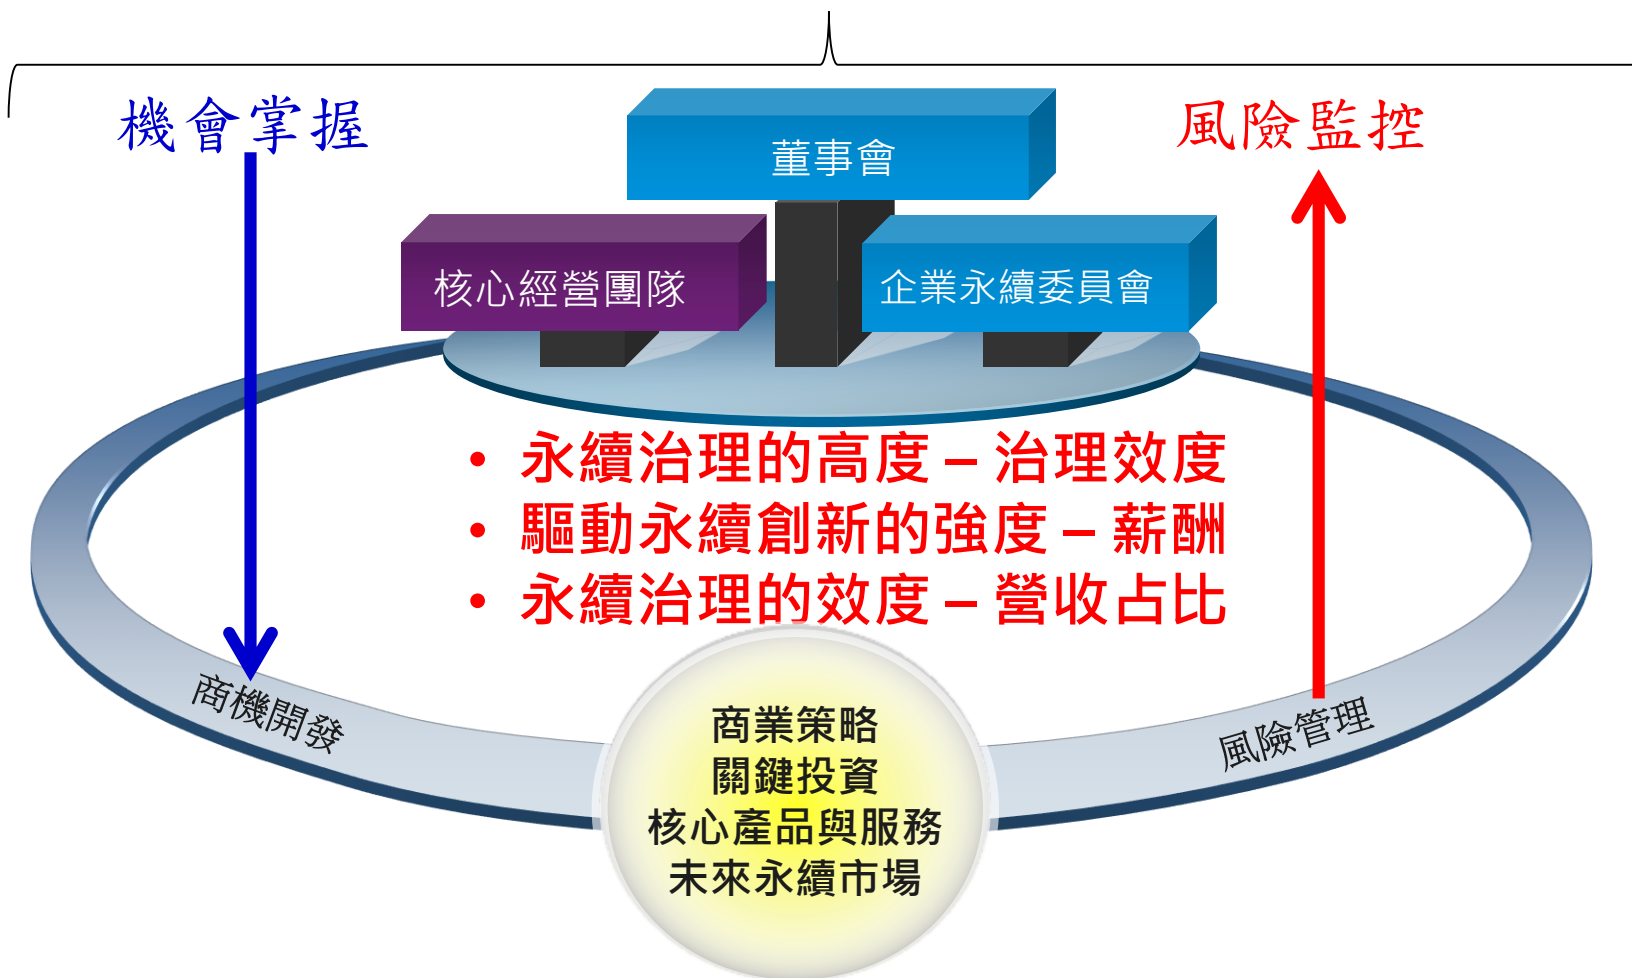 機會掌握
董事會
風險監控
核心經營團隊
企業永續委員會
• 永續治理的高度 – 治理效度
• 驅動永續創新的強度 – 薪酬
• 永續治理的效度 – 營收占比
商機開發
風險管理
商業策略
關鍵投資
核心產品與服務
未來永續市場